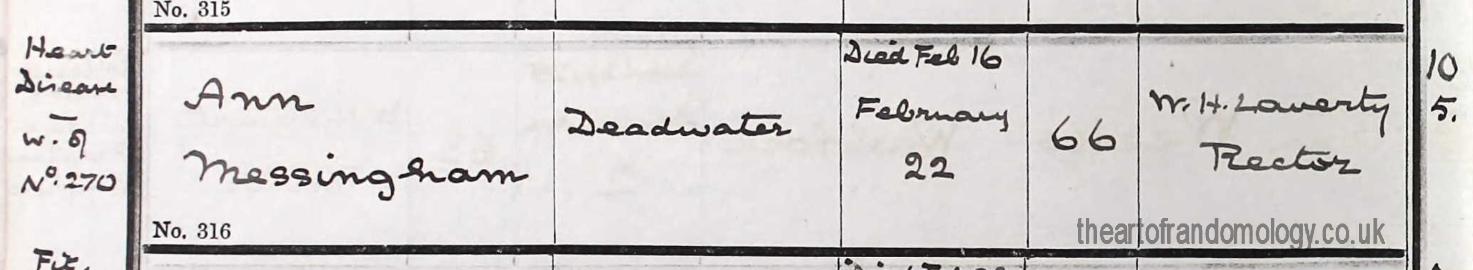 No. 315
Heart
Disease
W. of
No. 270
Ann
Messingham
Deadwater
Died Feb 16
February
22
66
W. H. Laverty
Rector
10
5.
No. 316
theartofrandomology.co.uk
Fit.